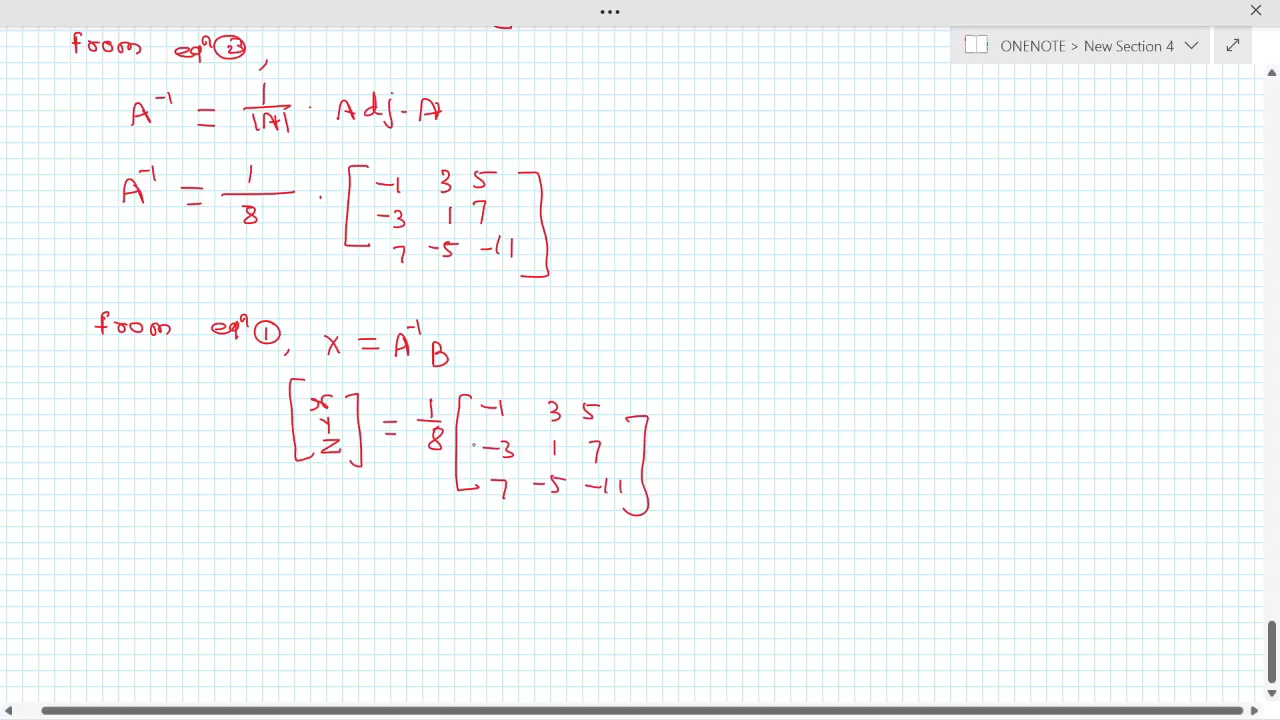 ONENOTE > New Section 4
from eqⁿ ②,
A⁻¹ = 1/|A| · Adj - A
A⁻¹ = 1/8 · [ -1 3 5
-3 1 7
7 -5 -11 ]
from eqⁿ ①, x = A⁻¹ B
[ x
y
z ] = 1/8 [ -1 3 5
-3 1 7
7 -5 -11 ]